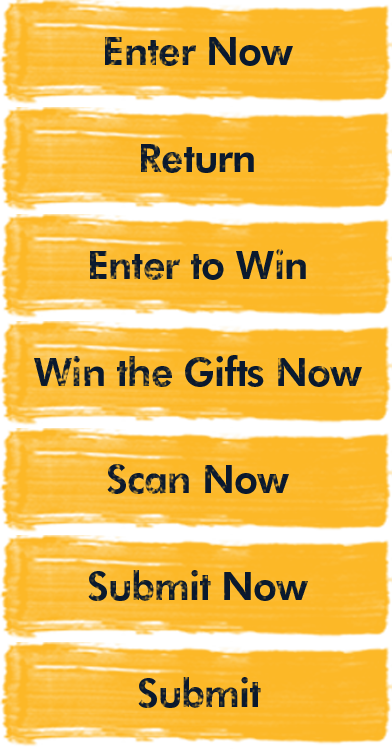 Enter Now
Return
Enter to Win
Win the Gifts Now
Scan Now
Submit Now
Submit